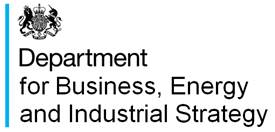 Department
for Business, Energy
and Industrial Strategy